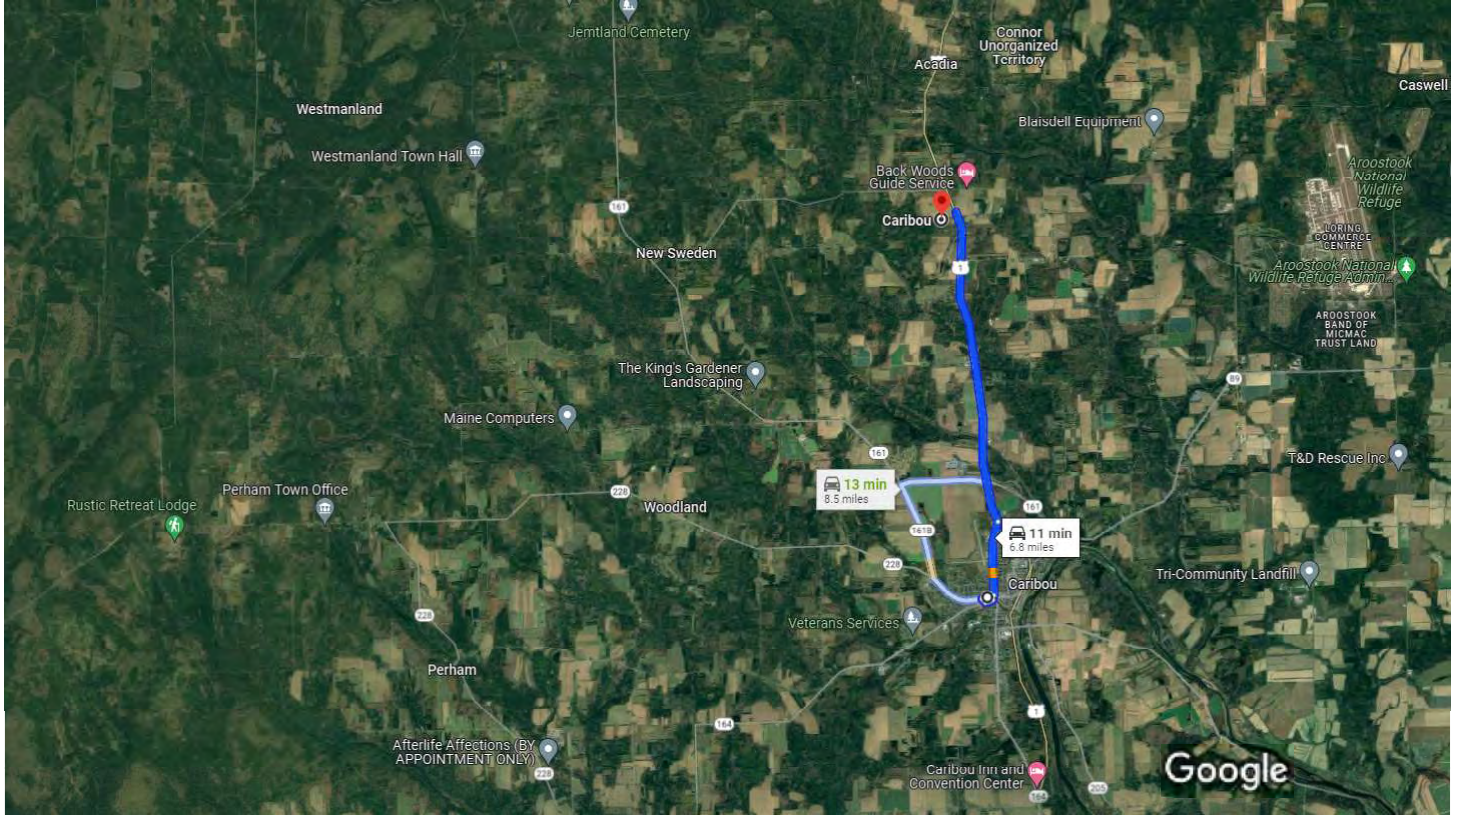 Jemtland Cemetery
Connor
Unorganized
Territory
Acadia
Caswell
Westmanland
Blaisdell Equipment
Westmanland Town Hall
Aroostook
National
Wildlife
Refuge
Back Woods
Guide Service
161
Caribou
LORING
COMMERCE
CENTRE
New Sweden
1
Aroostook National
Wildlife Refuge Admin...
AROOSTOOK
BAND OF
MICMAC
TRUST LAND
The King's Gardener
Landscaping
89
Maine Computers
161
T&D Rescue Inc
13 min
8.5 miles
Perham Town Office
228
Rustic Retreat Lodge
Woodland
161
161B
11 min
6.8 miles
228
Tri-Community Landfill
Caribou
228
Veterans Services
Perham
1
164
Afterlife Affections (BY
APPOINTMENT ONLY)
228
Caribou Inn and
Convention Center
Google
205
164